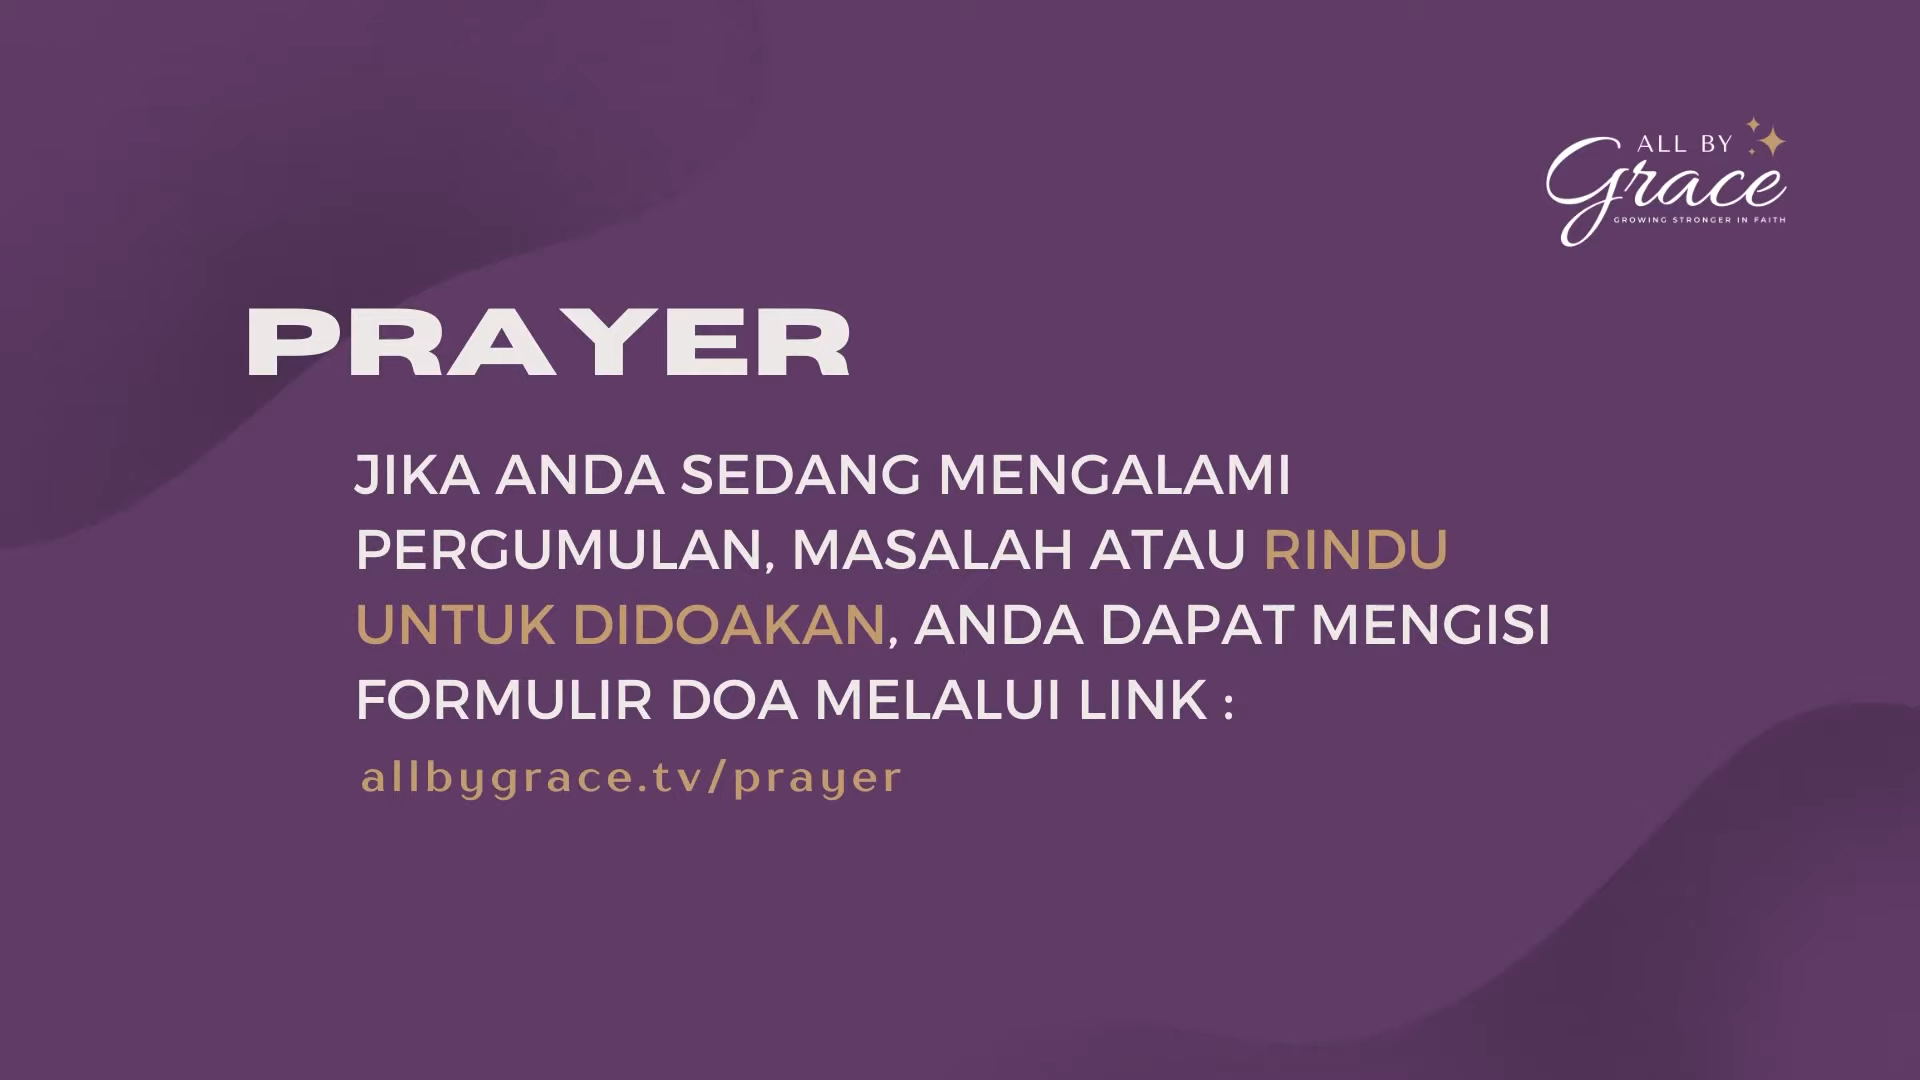 ALL BY
Grace
GROWING STRONGER IN FAITH
PRAYER
JIKA ANDA SEDANG MENGALAMI
PERGUMULAN, MASALAH ATAU RINDU
UNTUK DIDOAKAN, ANDA DAPAT MENGISI
FORMULIR DOA MELALUI LINK :
allbygrace.tv/prayer